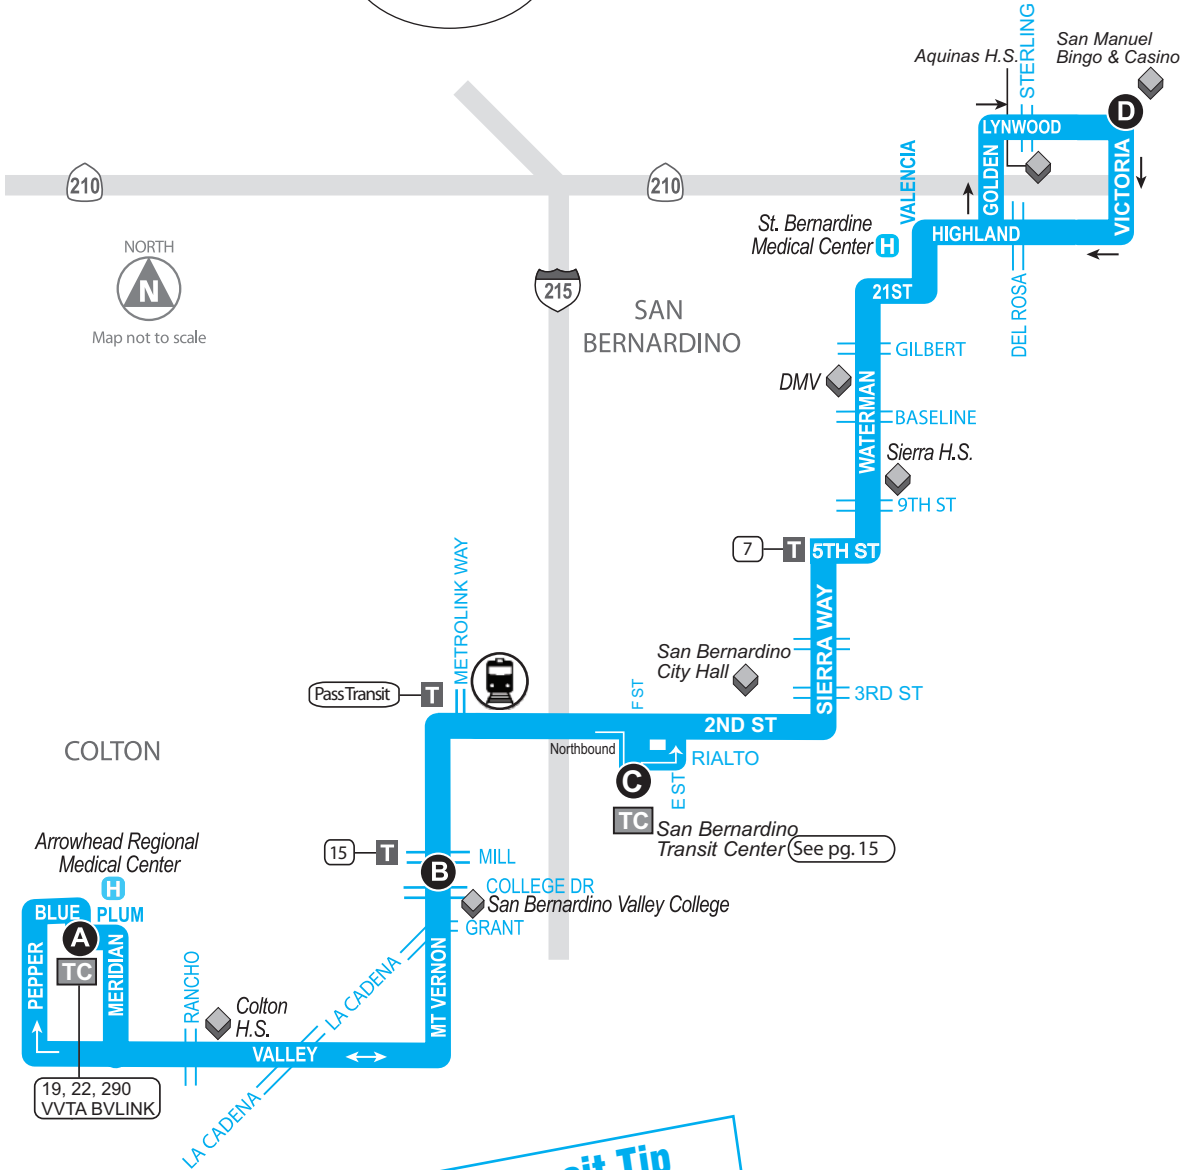 STERLING
San Manuel
Bingo & Casino
Aquinas H.S.
D
LYNWOOD
GOLDEN
VICTORIA
VALENCIA
210
210
NORTH
N
Map not to scale
St. Bernardine
Medical Center
H
HIGHLAND
DEL ROSA
215
SAN
BERNARDINO
21ST
GILBERT
DMV
WATERMAN
BASELINE
Sierra H.S.
9TH ST
7
T
5TH ST
SIERRA WAY
San Bernardino
City Hall
3RD ST
METROLINK WAY
Pass Transit
T
F ST
2ND ST
Northbound
RIALTO
E ST
C
TC
San Bernardino
Transit Center
See pg. 15
COLTON
15
T
MILL
B
COLLEGE DR
San Bernardino Valley College
GRANT
Arrowhead Regional
Medical Center
H
BLUE
PLUM
A
TC
PEPPER
MERIDIAN
RANCHO
Colton
H.S.
LA CADENA
MT VERNON
VALLEY
LA CADENA
19, 22, 290
VVTA BVLINK
Tip